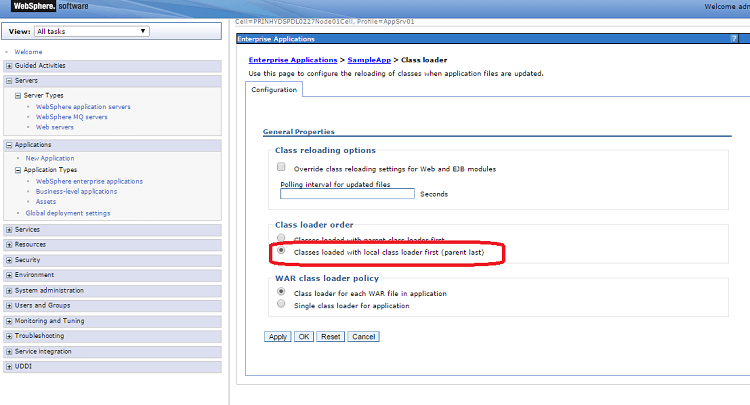 WebSphere. software
Welcome adm
Cell=PRINHYDSPDL0227Node01Cell, Profile=AppSrv01
View: All tasks
Welcome
Guided Activities
Servers
Server Types
WebSphere application servers
WebSphere MQ servers
Web servers
Applications
New Application
Application Types
WebSphere enterprise applications
Business-level applications
Assets
Global deployment settings
Services
Resources
Security
Environment
System administration
Users and Groups
Monitoring and Tuning
Troubleshooting
Service integration
UDDI
Enterprise Applications ?
Enterprise Applications > SampleApp > Class loader
Use this page to configure the reloading of classes when application files are updated.
Configuration
General Properties
Class reloading options
Override class reloading settings for Web and EJB modules
Polling interval for updated files
Seconds
Class loader order
Classes loaded with parent class loader first
Classes loaded with local class loader first (parent last)
WAR class loader policy
Class loader for each WAR file in application
Single class loader for application
Apply OK Reset Cancel